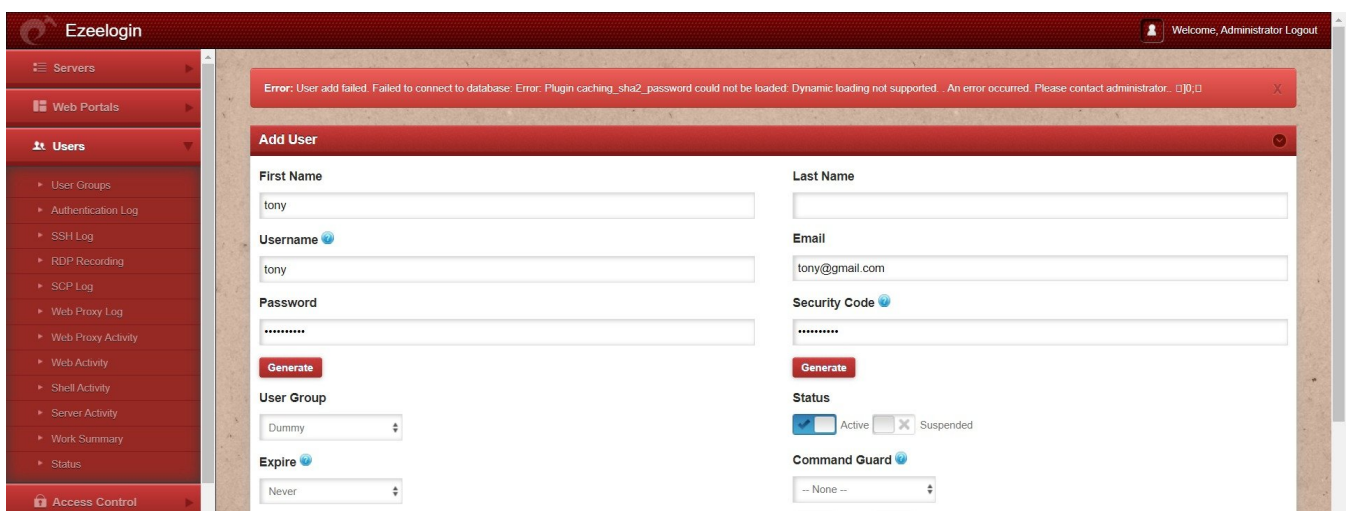 Ezeelogin
Welcome, Administrator Logout
Servers
Web Portals
Users
User Groups
Authentication Log
SSH Log
RDP Recording
SCP Log
Web Proxy Log
Web Proxy Activity
Web Activity
Shell Activity
Server Activity
Work Summary
Status
Access Control
Error: User add failed. Failed to connect to database: Error: Plugin caching_sha2_password could not be loaded: Dynamic loading not supported. . An error occurred. Please contact administrator.. □]0;□
X
Add User
First Name
tony
Last Name
Username
tony
Email
tony@gmail.com
Password
••••••••••
Security Code
••••••••••
Generate
Generate
User Group
Dummy
Status
Active
Suspended
Expire
Never
Command Guard
-- None --